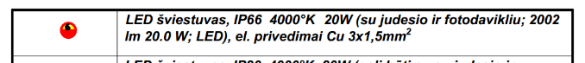 LED šviestuvas, IP66 4000°K 20W (su judesio ir fotodavikliu; 2002
lm 20.0 W; LED), el. privedimai Cu 3x1,5mm²